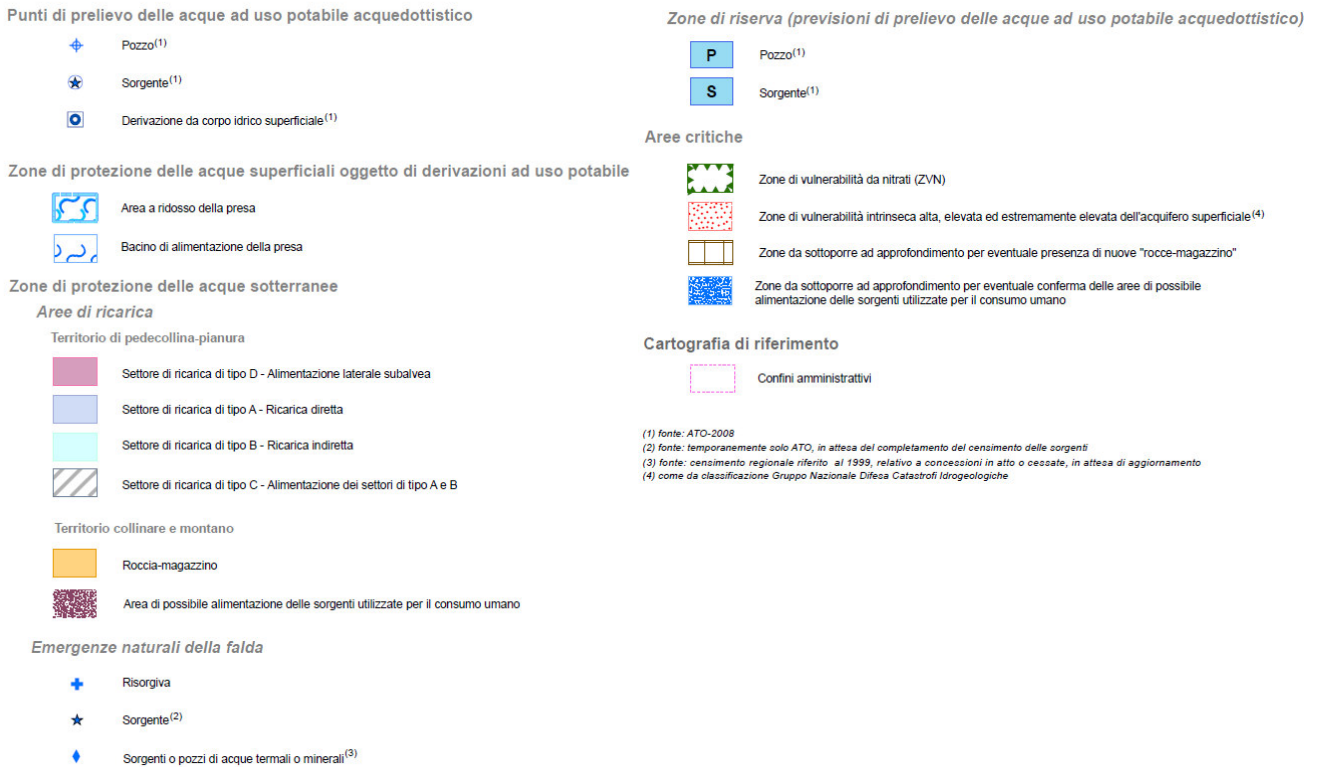 Punti di prelievo delle acque ad uso potabile acquedottistico
Pozzo(1)
Sorgente(1)
Derivazione da corpo idrico superficiale(1)
Zone di protezione delle acque superficiali oggetto di derivazioni ad uso potabile
Area a ridosso della presa
Bacino di alimentazione della presa
Zone di protezione delle acque sotterranee
Aree di ricarica
Territorio di pedecollina-pianura
Settore di ricarica di tipo D - Alimentazione laterale subalvea
Settore di ricarica di tipo A - Ricarica diretta
Settore di ricarica di tipo B - Ricarica indiretta
Settore di ricarica di tipo C - Alimentazione dei settori di tipo A e B
Territorio collinare e montano
Roccia-magazzino
Area di possibile alimentazione delle sorgenti utilizzate per il consumo umano
Emergenze naturali della falda
Risorgiva
Sorgente(2)
Sorgenti o pozzi di acque termali o minerali(3)
Zone di riserva (previsioni di prelievo delle acque ad uso potabile acquedottistico)
P Pozzo(1)
S Sorgente(1)
Aree critiche
Zone di vulnerabilità da nitrati (ZVN)
Zone di vulnerabilità intrinseca alta, elevata ed estremamente elevata dell'acquifero superficiale(4)
Zone da sottoporre ad approfondimento per eventuale presenza di nuove "rocce-magazzino"
Zone da sottoporre ad approfondimento per eventuale conferma delle aree di possibile
alimentazione delle sorgenti utilizzate per il consumo umano
Cartografia di riferimento
Confini amministrattivi
(1) fonte: ATO-2008
(2) fonte: temporanemente solo ATO, in attesa del completamento del censimento delle sorgenti
(3) fonte: censimento regionale riferito al 1999, relativo a concessioni in atto o cessate, in attesa di aggiornamento
(4) come da classificazione Gruppo Nazionale Difesa Catastrofi Idrogeologiche